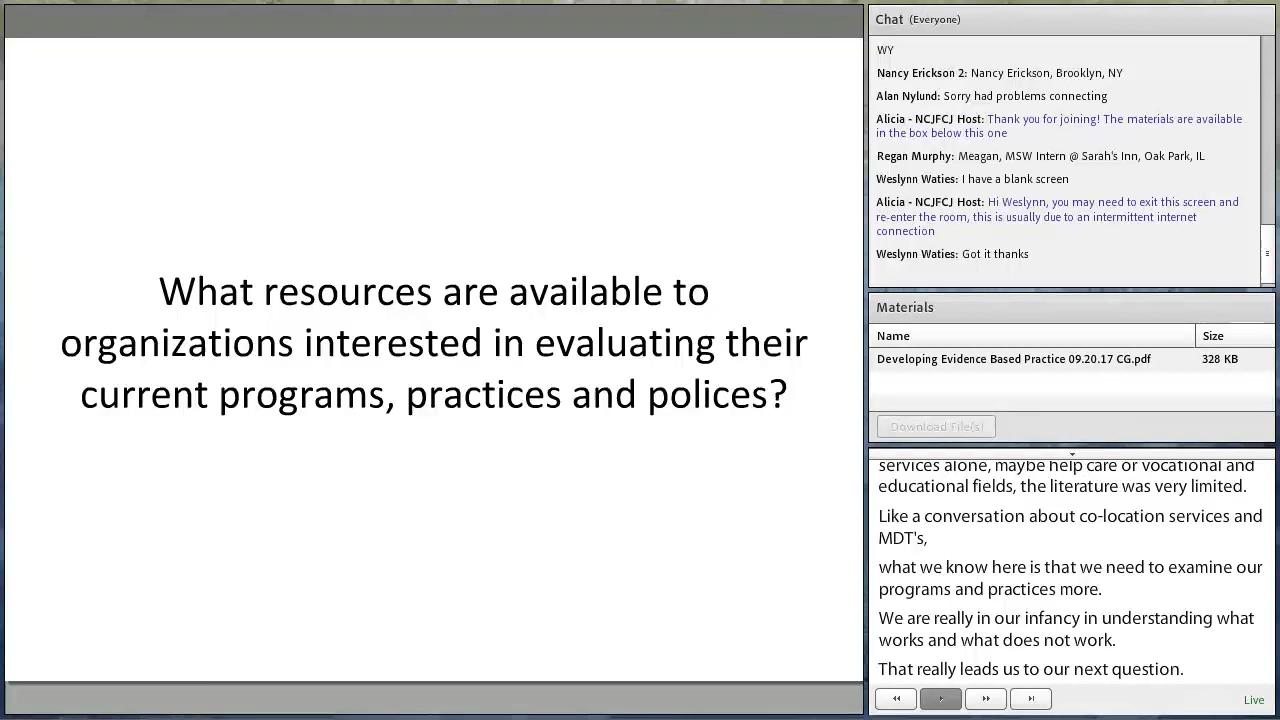 What resources are available to
organizations interested in evaluating their
current programs, practices and polices?
Chat (Everyone)
WY
Nancy Erickson 2: Nancy Erickson, Brooklyn, NY
Alan Nylund: Sorry had problems connecting
Alicia - NCJFCJ Host: Thank you for joining! The materials are available
in the box below this one
Regan Murphy: Meagan, MSW Intern @ Sarah's Inn, Oak Park, IL
Weslynn Waties: I have a blank screen
Alicia - NCJFCJ Host: Hi Weslynn, you may need to exit this screen and
re-enter the room, this is usually due to an intermittent internet
connection
Weslynn Waties: Got it thanks
Materials
Name Size
Developing Evidence Based Practice 09.20.17 CG.pdf 328 KB
Download File(s)
services alone, maybe help care or vocational and
educational fields, the literature was very limited.
Like a conversation about co-location services and
MDT's,
what we know here is that we need to examine our
programs and practices more.
We are really in our infancy in understanding what
works and what does not work.
That really leads us to our next question.
Live